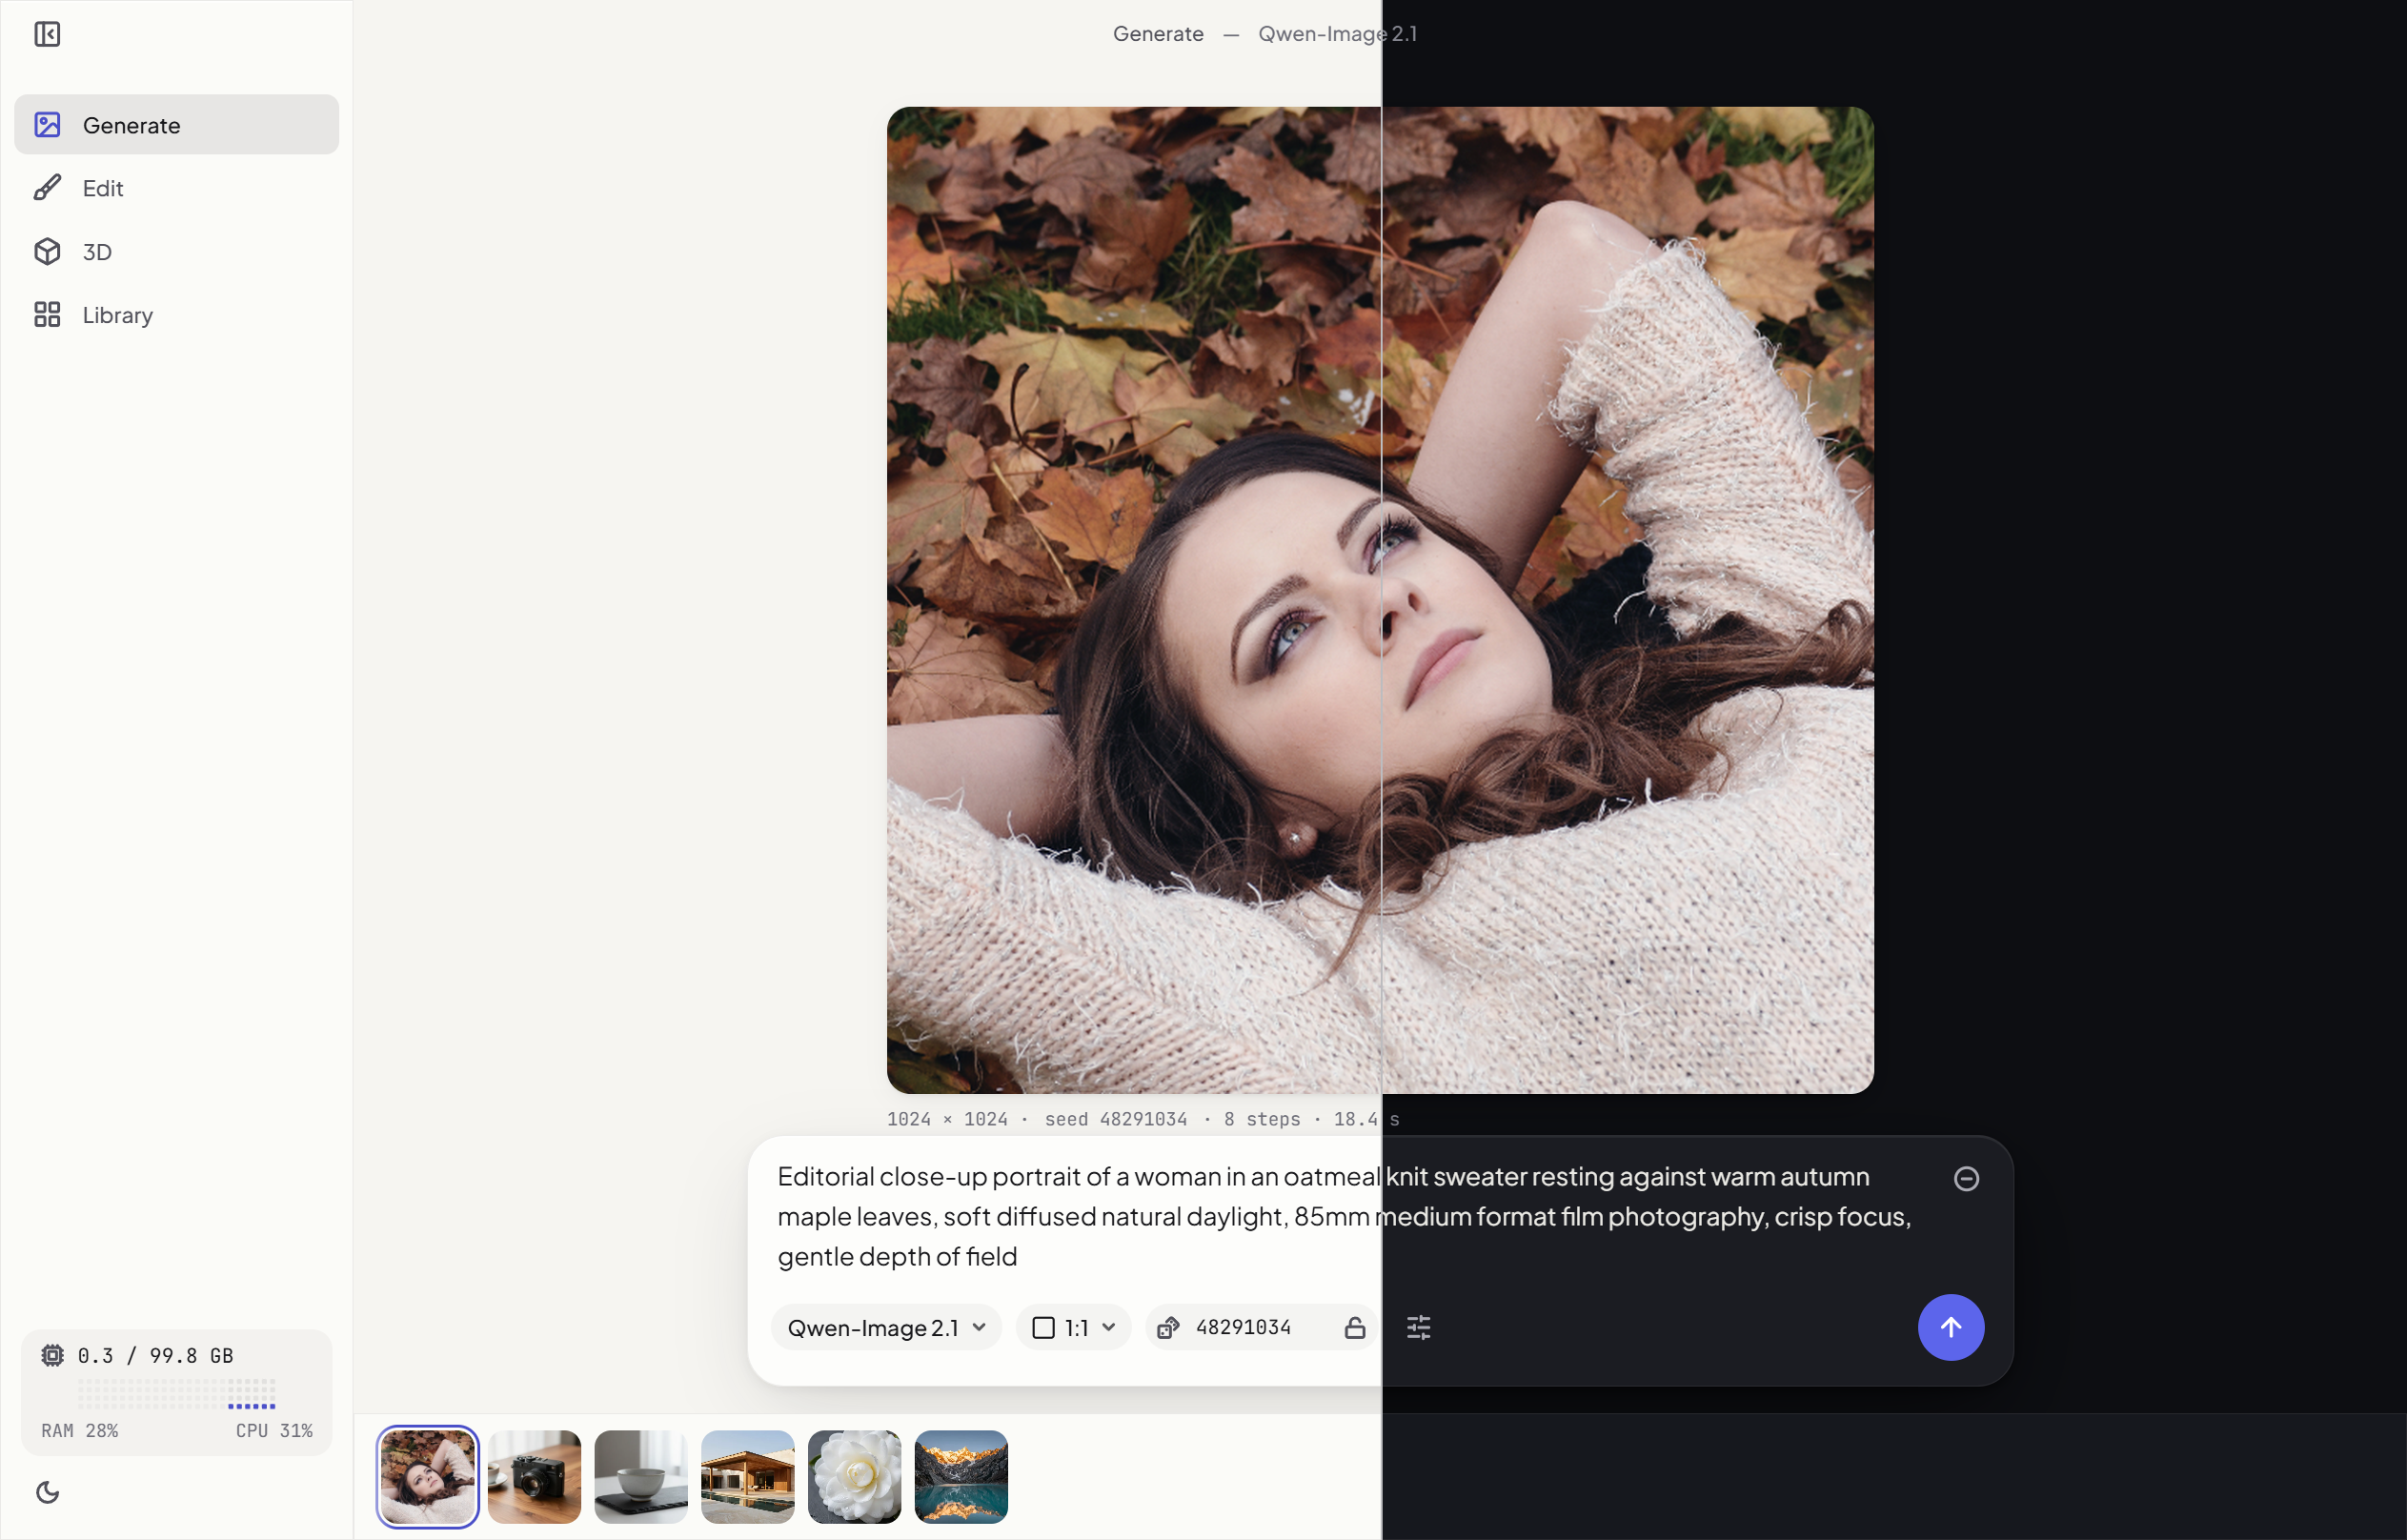 Generate — Qwen-Image 2.1
Generate
Edit
3D
Library
1024 × 1024 · seed 48291034 · 8 steps · 18.4 s
Editorial close-up portrait of a woman in an oatmeal knit sweater resting against warm autumn
maple leaves, soft diffused natural daylight, 85mm medium format film photography, crisp focus,
gentle depth of field
Qwen-Image 2.1 1:1 48291034
0.3 / 99.8 GB
RAM 28% CPU 31%